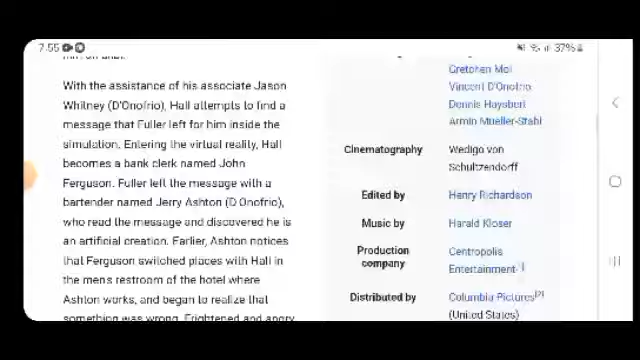 7:55
37%
With the assistance of his associate Jason
Whitney (D'Onofrio), Hall attempts to find a
message that Fuller left for him inside the
simulation. Entering the virtual reality, Hall
becomes a bank clerk named John
Ferguson. Fuller left the message with a
bartender named Jerry Ashton (D Onofrio),
who read the message and discovered he is
an artificial creation. Earlier, Ashton notices
that Ferguson switched places with Hall in
the mens restroom of the hotel where
Ashton works, and began to realize that
something was wrong. Frightened and angry
Gretchen Mol
Vincent D'Onofrio
Dennis Haysbert
Armin Mueller-Stahl
Cinematography
Wedigo von
Schultzendorff
Edited by
Henry Richardson
Music by
Harald Kloser
Production
company
Centropolis
Entertainment
Distributed by
Columbia Pictures[2]
(United States)